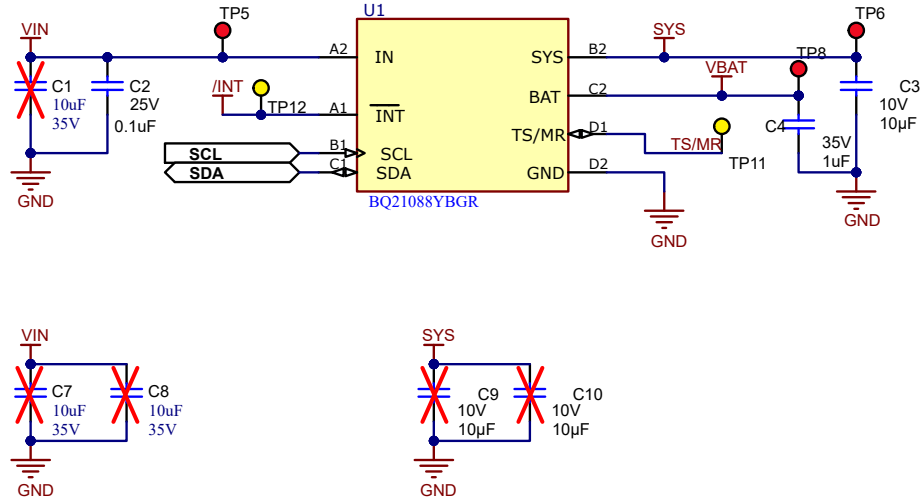 TP5
U1
TP6
VIN
A2
IN
SYS
B2
SYS
TP8
C1
10uF
35V
C2
25V
0.1uF
/INT
TP12
A1
INT
BAT
C2
VBAT
C3
10V
10µF
C4
35V
1uF
TS/MR
D1
TS/MR
TP11
SCL
B1
SCL
SDA
C1
SDA
GND
D2
BQ21088YBGR
GND
GND
GND
VIN
C7
10uF
35V
C8
10uF
35V
GND
SYS
C9
10V
10µF
C10
10V
10µF
GND